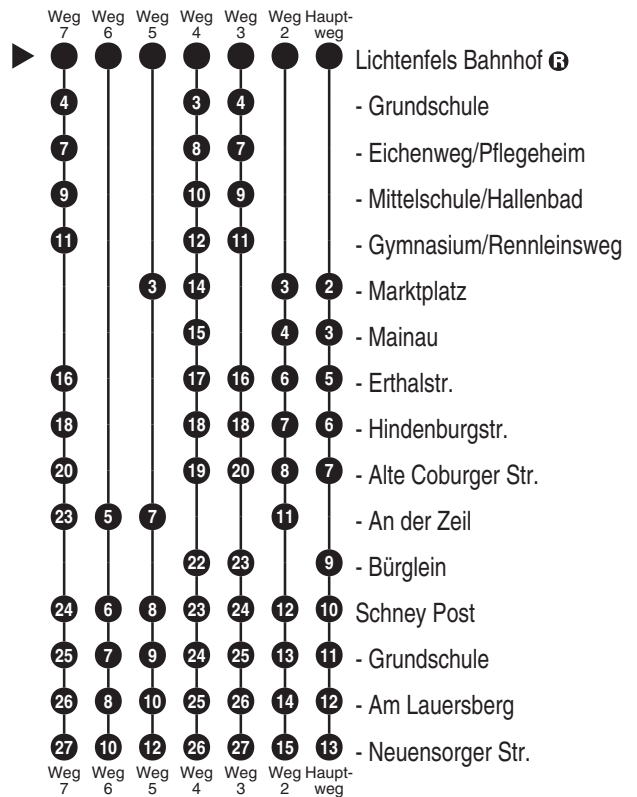 Weg 7 Weg 6 Weg 5 Weg 4 Weg 3 Weg 2 Haupt-weg
Lichtenfels Bahnhof R
4 3 4 - Grundschule
7 8 7 - Eichenweg/Pflegeheim
9 10 9 - Mittelschule/Hallenbad
11 12 11 - Gymnasium/Rennleinsweg
3 14 3 2 - Marktplatz
15 4 3 - Mainau
16 17 16 6 5 - Erthalstr.
18 18 18 7 6 - Hindenburgstr.
20 19 20 8 7 - Alte Coburger Str.
23 5 7 11 - An der Zeil
22 23 9 - Bürglein
24 6 8 23 24 12 10 Schney Post
25 7 9 24 25 13 11 - Grundschule
26 8 10 25 26 14 12 - Am Lauersberg
27 10 12 26 27 15 13 - Neuensorger Str.
Weg 7 Weg 6 Weg 5 Weg 4 Weg 3 Weg 2 Haupt-weg